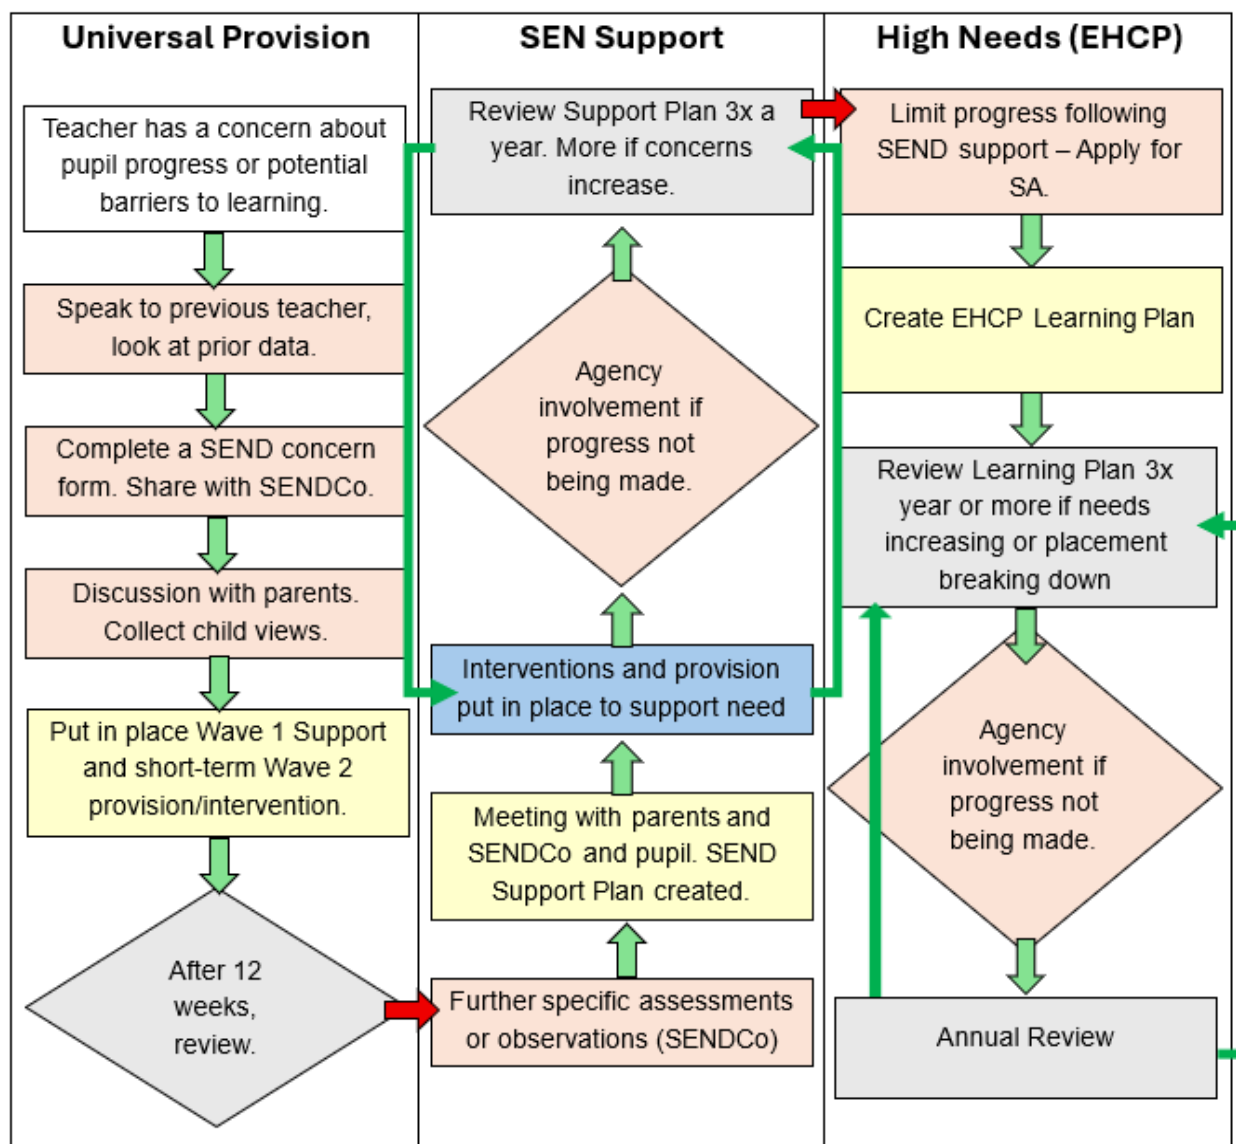 Universal Provision
Teacher has a concern about
pupil progress or potential
barriers to learning.
Speak to previous teacher,
look at prior data.
Complete a SEND concern
form. Share with SENDCo.
Discussion with parents.
Collect child views.
Put in place Wave 1 Support
and short-term Wave 2
provision/intervention.
After 12
weeks,
review.
SEN Support
Review Support Plan 3x a
year. More if concerns
increase.
Agency
involvement if
progress not
being made.
Interventions and provision
put in place to support need
Meeting with parents and
SENDCo and pupil. SEND
Support Plan created.
Further specific assessments
or observations (SENDCo)
High Needs (EHCP)
Limit progress following
SEND support – Apply for
SA.
Create EHCP Learning Plan
Review Learning Plan 3x
year or more if needs
increasing or placement
breaking down
Agency
involvement if
progress not
being made.
Annual Review